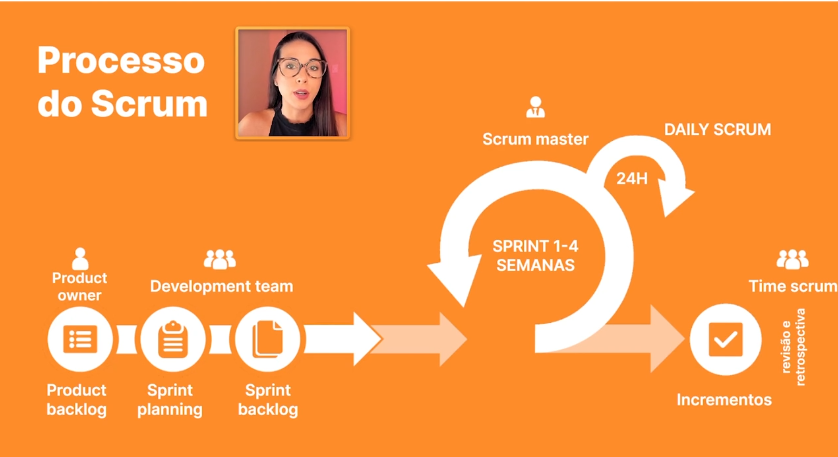 Processo
do Scrum
Scrum master
DAILY SCRUM
24H
SPRINT 1-4
SEMANAS
Product
owner
Development team
Time scrum
Product
backlog
Sprint
planning
Sprint
backlog
Incrementos
revisão e
retrospectiva